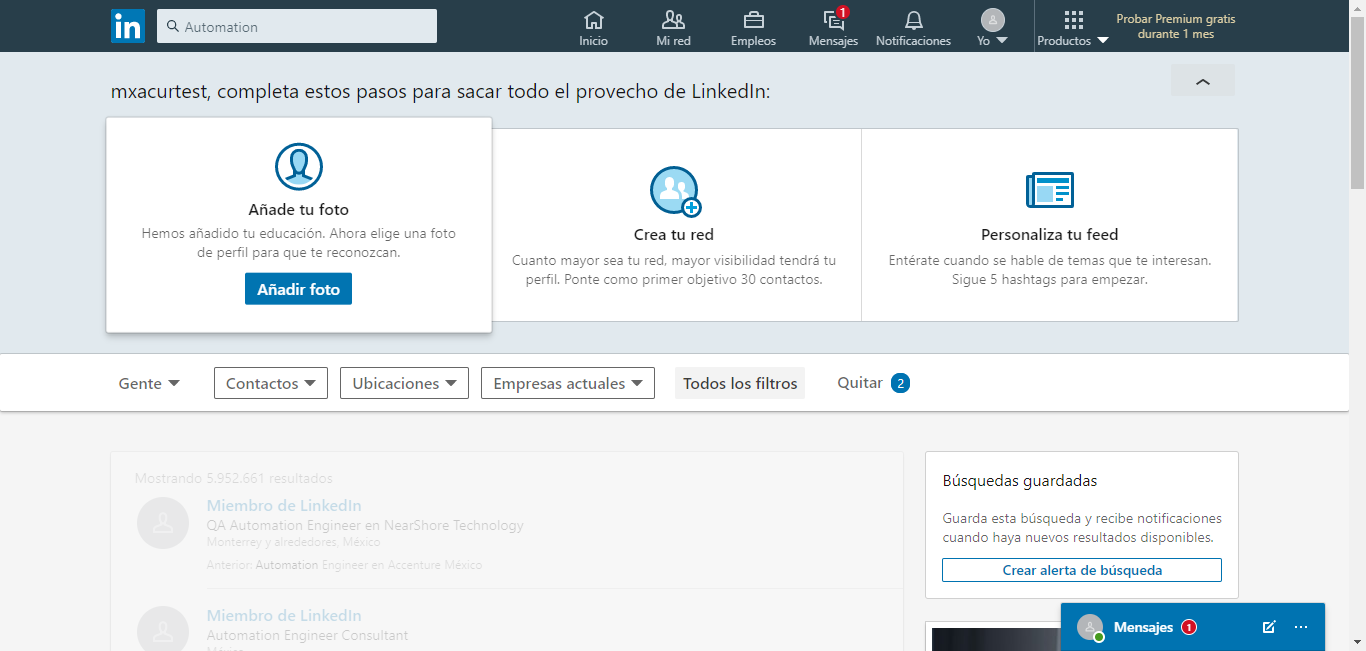 in
Automation
Inicio
Mi red
Empleos
1
Mensajes
Notificaciones
Yo
Productos
Probar Premium gratis
durante 1 mes
mxacurtest, completa estos pasos para sacar todo el provecho de LinkedIn:
Añade tu foto
Hemos añadido tu educación. Ahora elige una foto
de perfil para que te reconozcan.
Añadir foto
Crea tu red
Cuanto mayor sea tu red, mayor visibilidad tendrá tu
perfil. Ponte como primer objetivo 30 contactos.
Personaliza tu feed
Entérate cuando se hable de temas que te interesan.
Sigue 5 hashtags para empezar.
Gente
Contactos
Ubicaciones
Empresas actuales
Todos los filtros
Quitar 2
Mostrando 5.952.661 resultados
Miembro de LinkedIn
QA Automation Engineer en NearShore Technology
Monterrey y alrededores, México
Anterior: Automation Engineer en Accenture México
Miembro de LinkedIn
Automation Engineer Consultant
México
Búsquedas guardadas
Guarda esta búsqueda y recibe notificaciones
cuando haya nuevos resultados disponibles.
Crear alerta de búsqueda
Mensajes 1